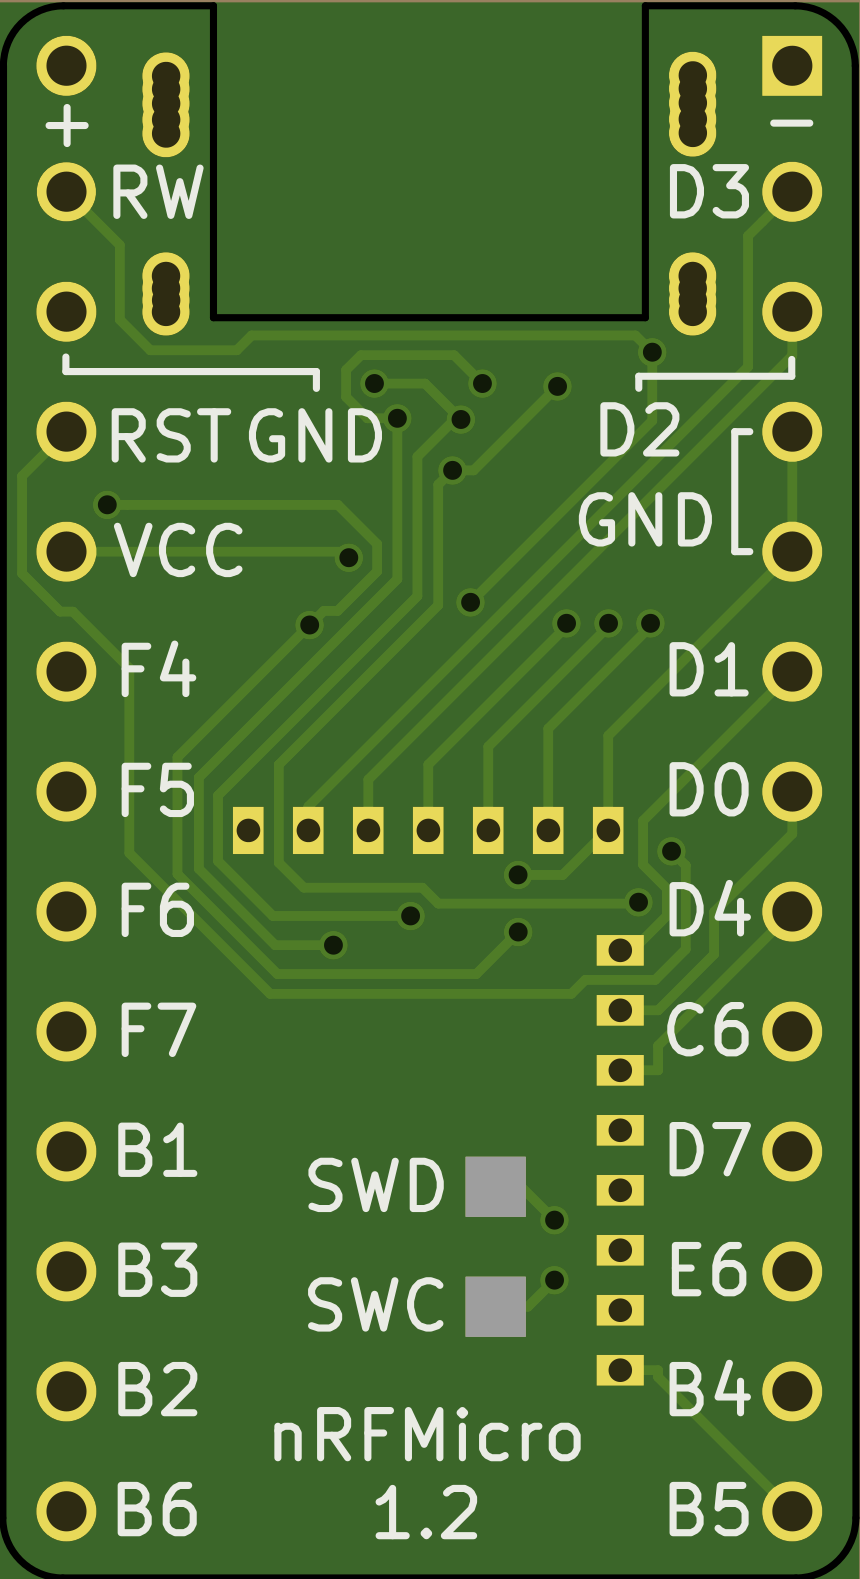 + −
RW D3
RST GND D2
VCC GND
F4 D1
F5 D0
F6 D4
F7 C6
B1 SWD D7
B3 SWC E6
B2 B4
nRFMicro
B6 1.2 B5